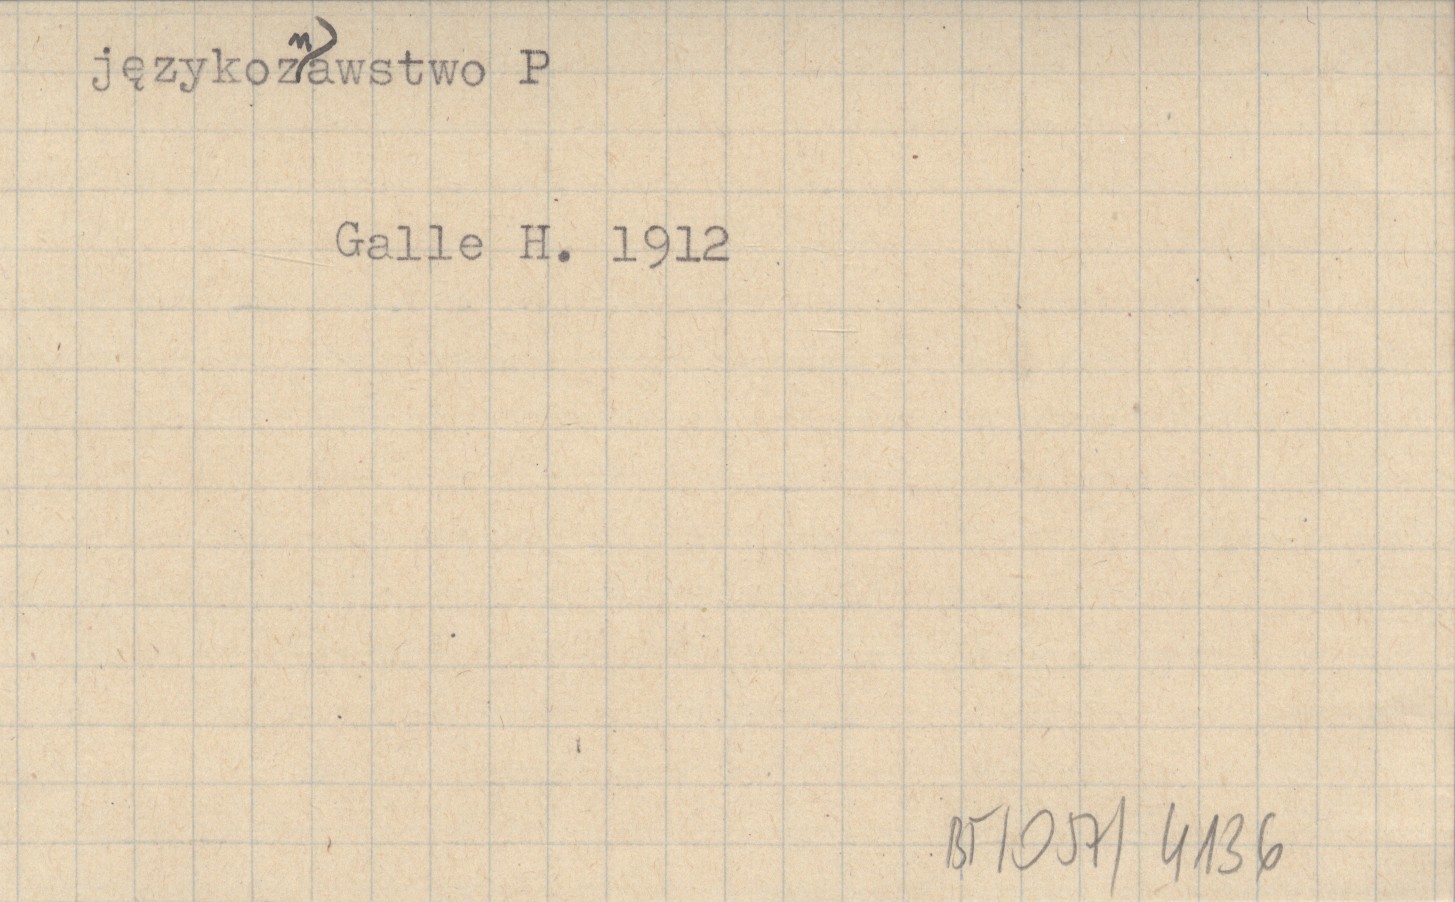 językoznawstwo P
Galle H. 1912
BT/057/ 4136